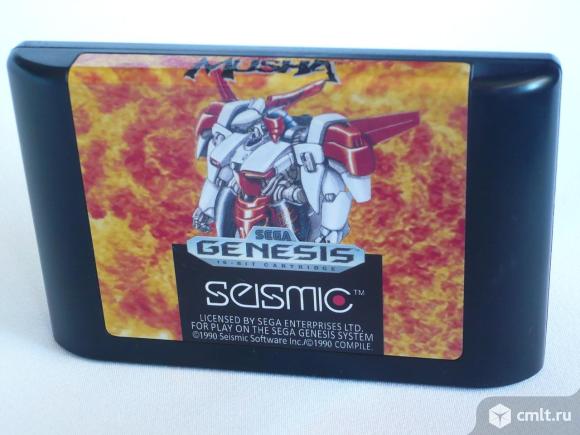 MUSHA
SEGA
GENESIS
16-BIT CARTRIDGE
SEISMIC™
LICENSED BY SEGA ENTERPRISES LTD.
FOR PLAY ON THE SEGA GENESIS SYSTEM
©1990 Seismic Software Inc./©1990 COMPILE
cmlt.ru